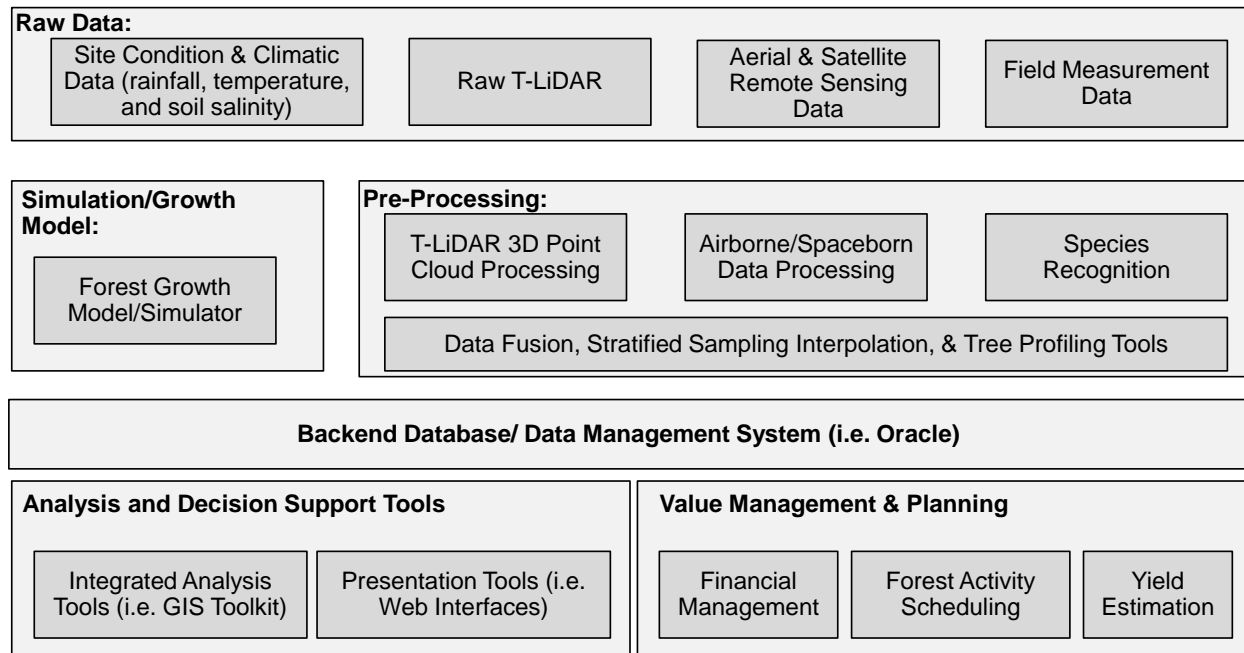 Raw Data:
Site Condition & Climatic
Data (rainfall, temperature,
and soil salinity)
Raw T-LiDAR
Aerial & Satellite
Remote Sensing
Data
Field Measurement
Data
Simulation/Growth
Model:
Forest Growth
Model/Simulator
Pre-Processing:
T-LiDAR 3D Point
Cloud Processing
Airborne/Spaceborn
Data Processing
Species
Recognition
Data Fusion, Stratified Sampling Interpolation, & Tree Profiling Tools
Backend Database/ Data Management System (i.e. Oracle)
Analysis and Decision Support Tools
Integrated Analysis
Tools (i.e. GIS Toolkit)
Presentation Tools (i.e.
Web Interfaces)
Value Management & Planning
Financial
Management
Forest Activity
Scheduling
Yield
Estimation